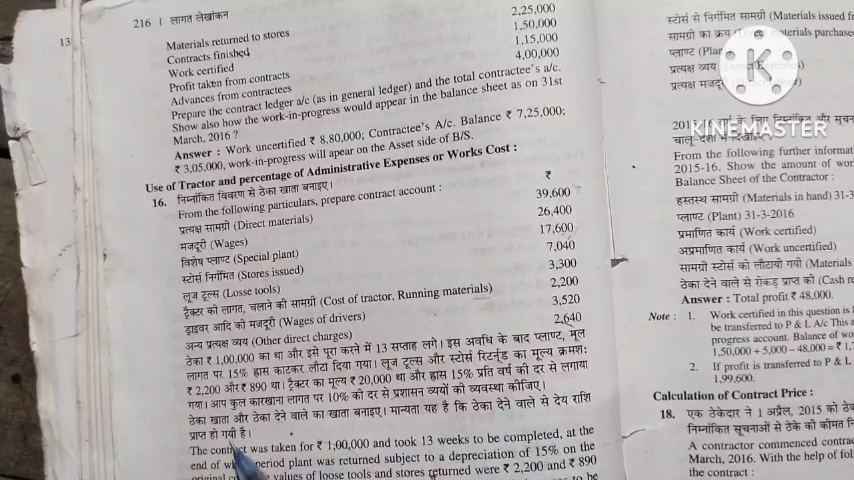 216 | लागत लेखांकन
Materials returned to stores 2,25,000
Contracts finished 1,50,000
Work certified 1,15,000
Profit taken from contracts 4,00,000
Advances from contractees
Prepare the contract ledger a/c (as in general ledger) and the total contractee's a/c.
Show also how the work-in-progress would appear in the balance sheet as on 31st
March, 2016 ?
Answer : Work uncertified ₹ 8,80,000; Contractee's A/c. Balance ₹ 7,25,000;
₹ 3,05,000, work-in-progress will apear on the Asset side of B/S.
Use of Tractor and percentage of Administrative Expenses or Works Cost :
16. निम्नांकित विवरण से ठेका खाता बनाइए।
From the following particulars, prepare contract account : ₹
प्रत्यक्ष सामग्री (Direct materials) 39,600
मजदूरी (Wages) 26,400
विशेष प्लाण्ट (Special plant) 17,600
स्टोर्स निर्गमित (Stores issued) 7,040
लूज टूल्स (Losse tools) 3,300
ट्रैक्टर की लागत, चलाने की सामग्री (Cost of tractor, Running materials) 2,200
ड्राइवर आदि की मजदूरी (Wages of drivers) 3,520
अन्य प्रत्यक्ष व्यय (Other direct charges) 2,640
ठेका ₹ 1,00,000 का था और इसे पूरा करने में 13 सप्ताह लगे। इस अवधि के बाद प्लाण्ट, मूल
लागत पर 15% ह्रास काटकर लौटा दिया गया। लूज टूल्स और स्टोर्स रिटर्न्ड का मूल्य क्रमशः
₹ 2,200 और ₹ 890 था। ट्रैक्टर का मूल्य ₹ 20,000 था और ह्रास 15% प्रति वर्ष की दर से लगाया
गया। आप कुल कारखाना लागत पर 10% की दर से प्रशासन व्ययों की व्यवस्था कीजिए।
ठेका खाता और ठेका देने वाले का खाता बनाइए। मान्यता यह है कि ठेका देने वाले से देय राशि
प्राप्त हो गयी है।
The contract was taken for ₹ 1,00,000 and took 13 weeks to be completed, at the
end of period plant was returned subject to a depreciation of 15% on the
original values of loose tools and stores returned were ₹ 2,200 and ₹ 890
13
स्टोर्स से निर्गमित सामग्री (Materials issued
सामग्री का क्रय materials purchase
प्लाण्ट (Plan
प्रत्यक्ष व्यय
प्रत्यक्ष मजदूरी
KINEMASTER
From the following further informat
2015-16. Show the amount of wor
Balance Sheet of the Contractor :
हस्तस्थ सामग्री (Materials in hand) 31-3
प्लाण्ट (Plant) 31-3-2016
प्रमाणित कार्य (Work certified)
अप्रमाणित कार्य (Work uncertified)
सामग्री स्टोर्स को लौटायी गयी (Materials
ठेका देने वाले से रोकड़ प्राप्त की (Cash re
Answer : Total profit ₹ 48,000.
Note : 1. Work certified in this question is
be transferred to P & L A/c This a
progress account. Balance of wo
1,50,000 + 5,000 – 48,000 = ₹ 1,
2. If profit is transferred to P & L
1,99,600.
Calculation of Contract Price :
18. एक ठेकेदार ने 1 अप्रैल, 2015 को ठेक
निम्नांकित सूचनाओं से ठेके की कीमत नि
A contractor commenced contrac
March, 2016. With the help of fol
the contract :